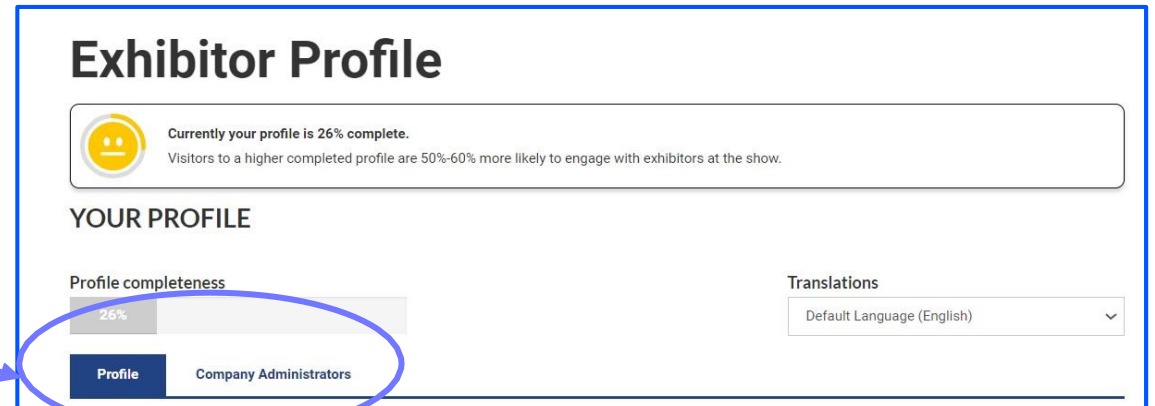 Exhibitor Profile
Currently your profile is 26% complete.
Visitors to a higher completed profile are 50%-60% more likely to engage with exhibitors at the show.
YOUR PROFILE
Profile completeness
Translations
26%
Default Language (English)
Profile
Company Administrators